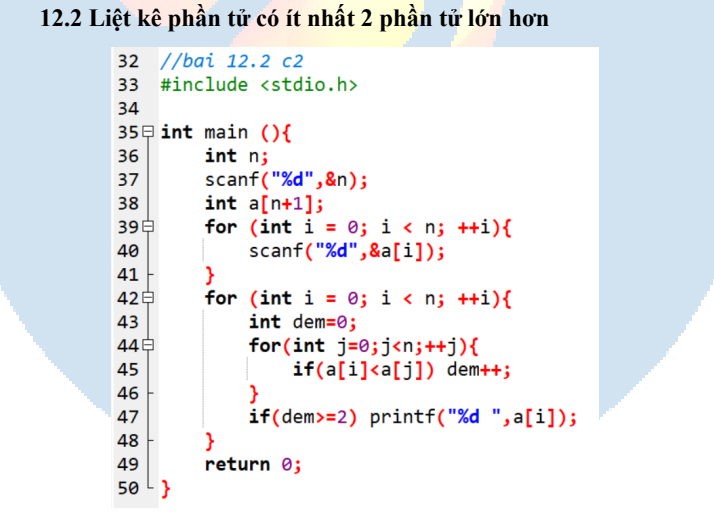 12.2 Liệt kê phần tử có ít nhất 2 phần tử lớn hơn
32 //bai 12.2 c2
33 #include <stdio.h>
34
35 int main (){
36     int n;
37     scanf("%d",&n);
38     int a[n+1];
39     for (int i = 0; i < n; ++i){
40         scanf("%d",&a[i]);
41     }
42     for (int i = 0; i < n; ++i){
43         int dem=0;
44         for(int j=0;j<n;++j){
45             if(a[i]<a[j]) dem++;
46         }
47         if(dem>=2) printf("%d ",a[i]);
48     }
49     return 0;
50 }